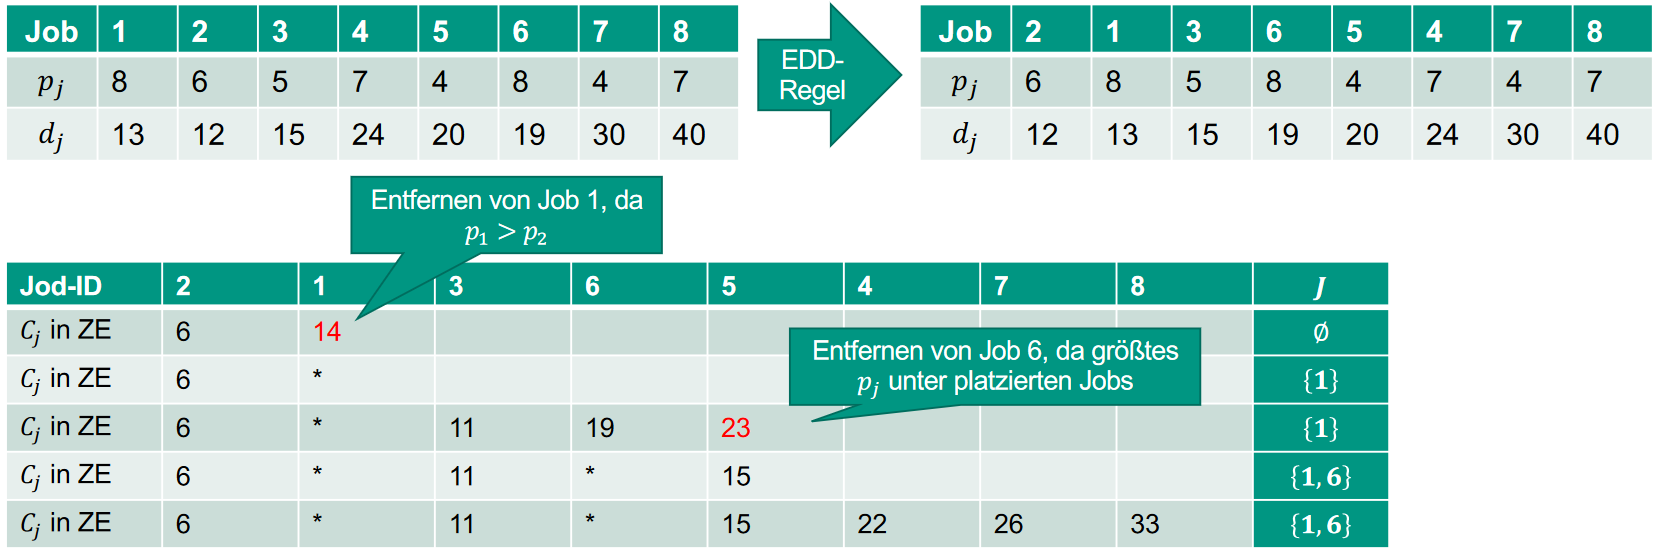 Job 1 2 3 4 5 6 7 8
p_j 8 6 5 7 4 8 4 7
d_j 13 12 15 24 20 19 30 40
EDD-
Regel
Job 2 1 3 6 5 4 7 8
p_j 6 8 5 8 4 7 4 7
d_j 12 13 15 19 20 24 30 40
Entfernen von Job 1, da
p_1 > p_2
Jod-ID 2 1 3 6 5 4 7 8 J
C_j in ZE 6 14 ∅
Entfernen von Job 6, da größtes
p_j unter platzierten Jobs
C_j in ZE 6 * {1}
C_j in ZE 6 * 11 19 23 {1}
C_j in ZE 6 * 11 * 15 {1, 6}
C_j in ZE 6 * 11 * 15 22 26 33 {1, 6}